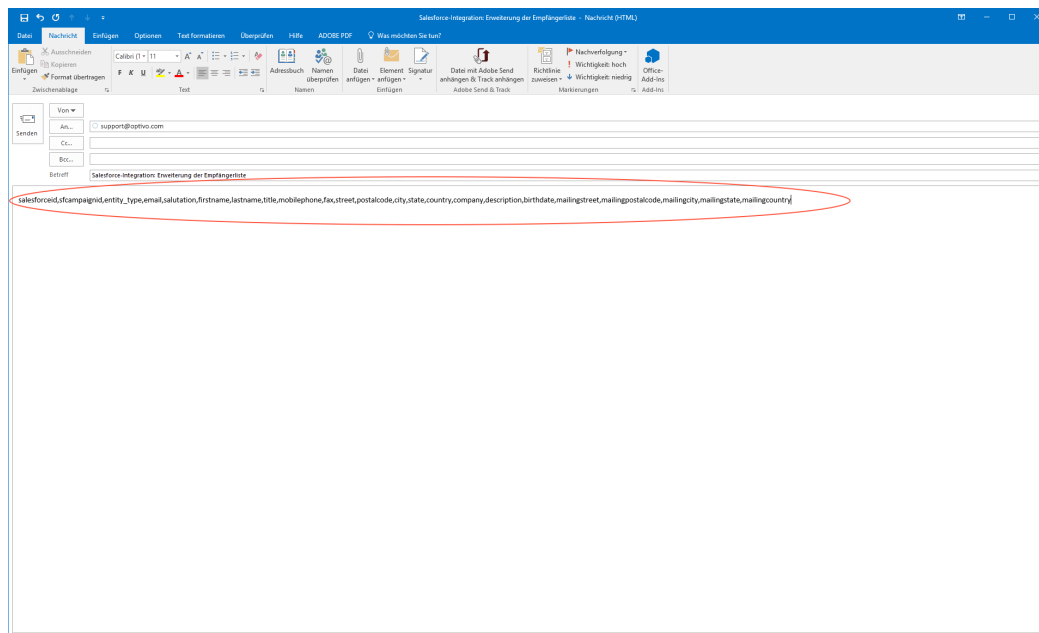 Salesforce-Integration: Erweiterung der Empfängerliste - Nachricht (HTML)
Datei Nachricht Einfügen Optionen Text formatieren Überprüfen Hilfe ADOBE PDF Was möchten Sie tun?
Einfügen
Ausschneiden
Kopieren
Format übertragen
Zwischenablage
Calibri (T 11 A A
F K U A
Text
Adressbuch
Namen überprüfen
Namen
Datei anfügen
Element anfügen
Signatur
Einfügen
Datei mit Adobe Send anhängen & Track anhängen
Adobe Send & Track
Richtlinie zuweisen
Nachverfolgung
! Wichtigkeit: hoch
Wichtigkeit: niedrig
Markierungen
Office-Add-Ins
Add-Ins
Senden
Von
An... support@optivo.com
Cc...
Bcc...
Betreff Salesforce-Integration: Erweiterung der Empfängerliste
salesforceid,sfcampaignid,entity_type,email,salutation,firstname,lastname,title,mobilephone,fax,street,postalcode,city,state,country,company,description,birthdate,mailingstreet,mailingpostalcode,mailingcity,mailingstate,mailingcountry